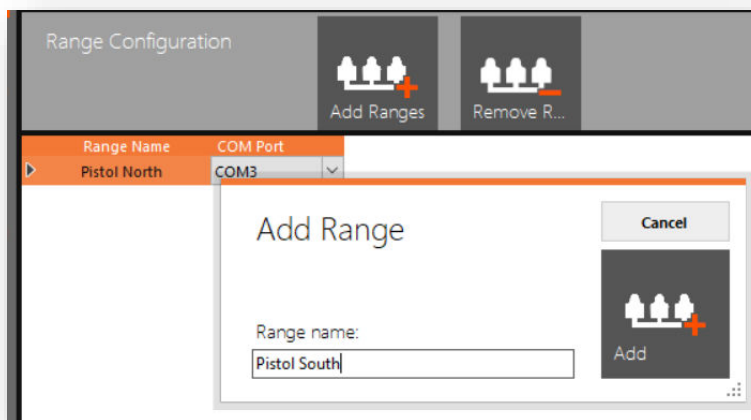 Range Configuration
Add Ranges
Remove R...
Range Name COM Port
Pistol North COM3
Add Range
Cancel
Range name:
Pistol South
Add